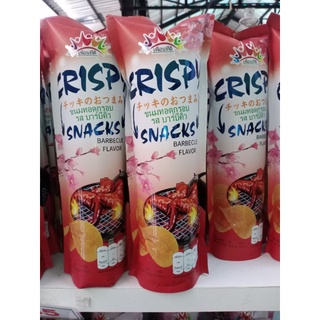 CRISPY
チッキのおつまみ
ขนมทอดกรอบ
รส บาร์บีคิว
SNACKS
BARBECUE
FLAVOR